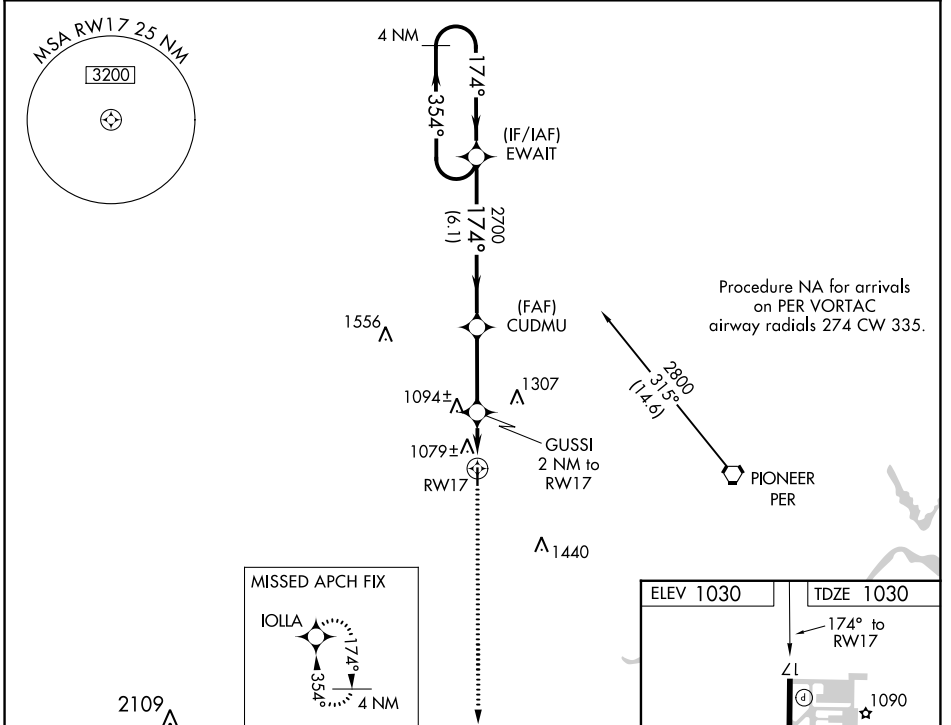 MSA RW17 25 NM
3200
4 NM
174°
354°
(IF/IAF)
EWAIT
2700
174°
(6.1)
Procedure NA for arrivals
on PER VORTAC
airway radials 274 CW 335.
(FAF)
CUDMU
1556
2800
315°
(14.6)
1307
1094±
GUSSI
2 NM to
RW17
1079±
RW17
PIONEER
PER
1440
MISSED APCH FIX
IOLLA
174°
354°
4 NM
2109
ELEV 1030
TDZE 1030
174° to
RW17
17
P
1090